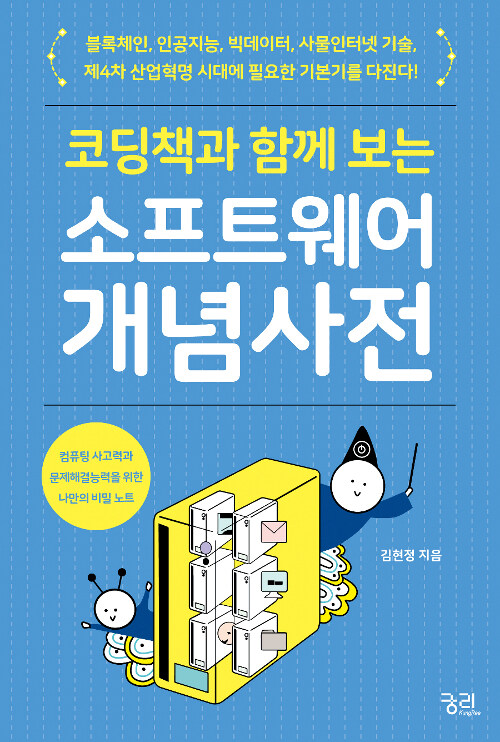 블록체인, 인공지능, 빅데이터, 사물인터넷 기술,
제4차 산업혁명 시대에 필요한 기본기를 다진다!
코딩책과 함께 보는
소프트웨어
개념사전
컴퓨팅 사고력과
문제해결능력을 위한
나만의 비밀 노트
김현정 지음
궁리
KungRee